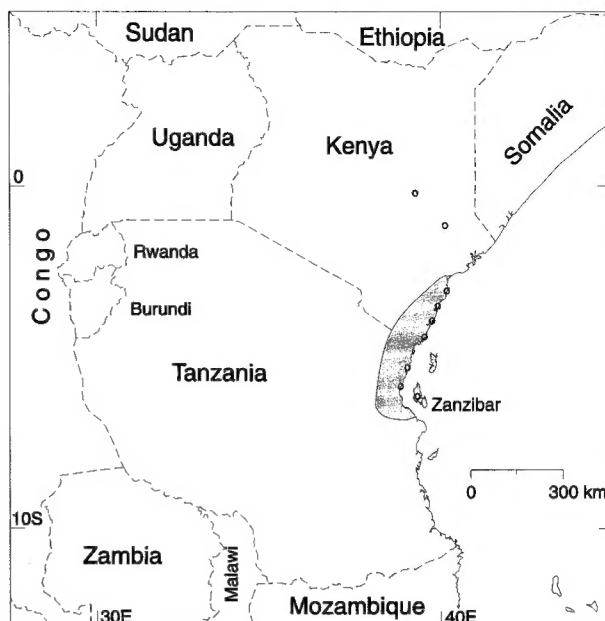 Sudan
Ethiopia
Uganda
Kenya
Somalia
0
Congo
Rwanda
Burundi
Tanzania
Zanzibar
0 300 km
10S
Zambia
Malawi
Mozambique
30E
40E